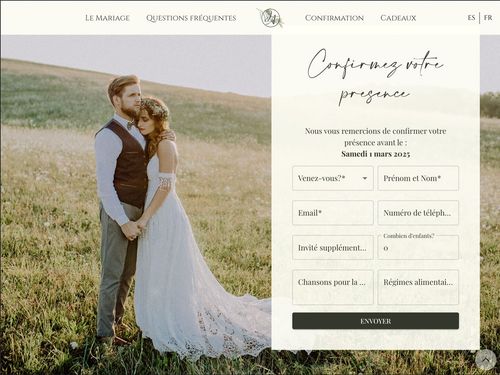 Le Mariage
Questions fréquentes
Confirmation
Cadeaux
ES
FR
Confirmez votre
presence
Nous vous remercions de confirmer votre
présence avant le :
Samedi 1 mars 2025
Venez-vous?*
Prénom et Nom*
Email*
Numéro de téléph...
Invité supplément...
Combien d'enfants?
0
Chansons pour la ...
Régimes alimentai...
ENVOYER